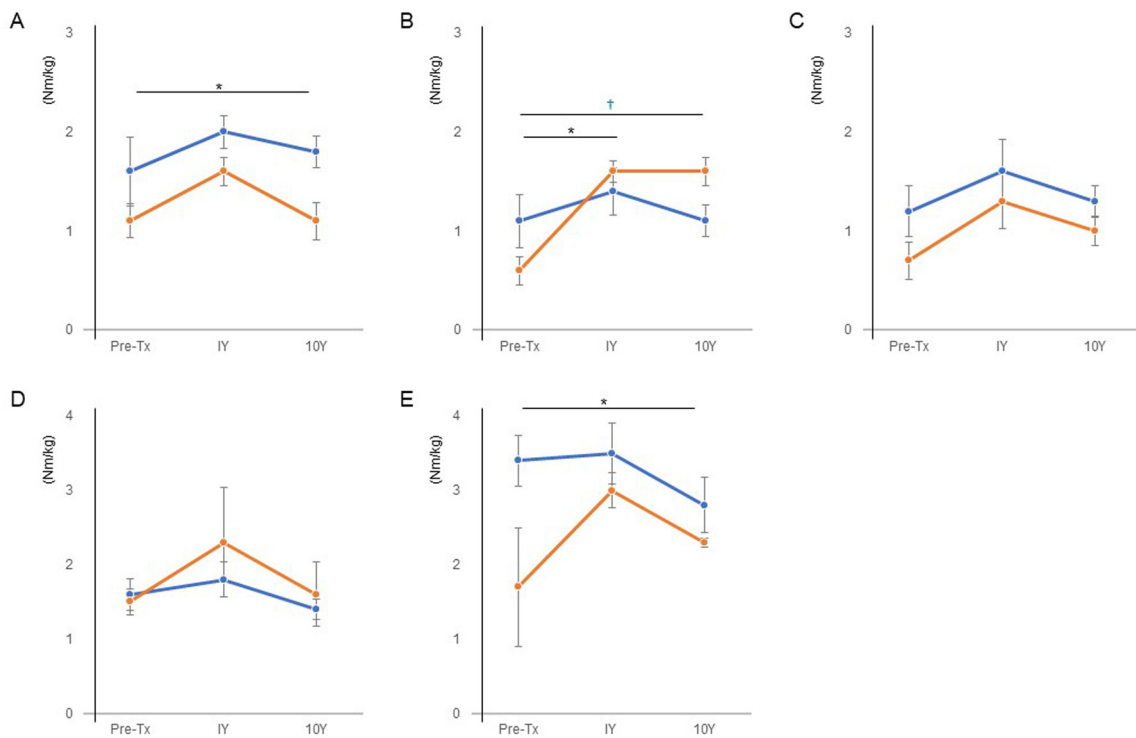 A
(Nm/kg)
3
2
1
0
*
Pre-Tx IY 10Y
B
(Nm/kg)
3
2
1
0
†
*
Pre-Tx IY 10Y
C
(Nm/kg)
3
2
1
0
Pre-Tx IY 10Y
D
(Nm/kg)
4
3
2
1
0
Pre-Tx IY 10Y
E
(Nm/kg)
4
3
2
1
0
*
Pre-Tx IY 10Y